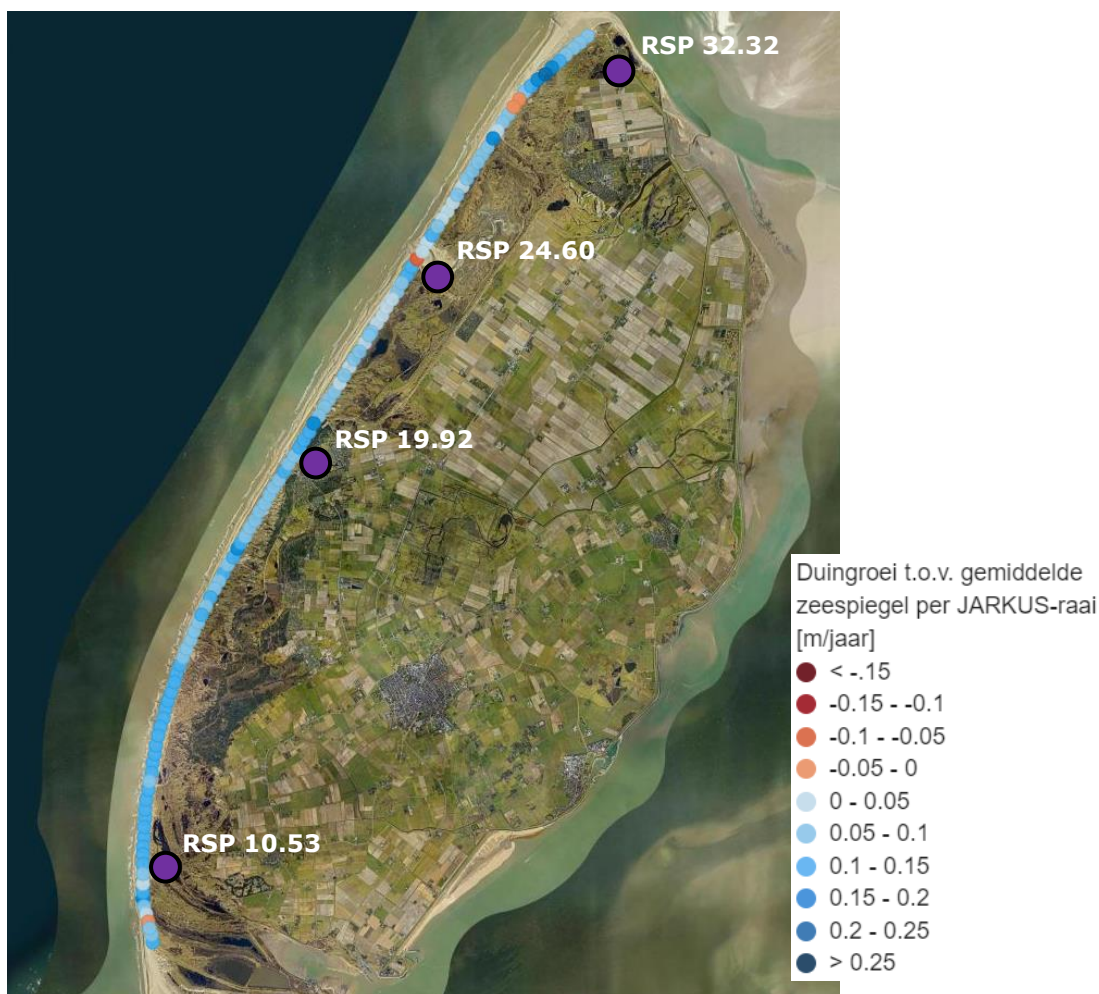 RSP 32.32
RSP 24.60
RSP 19.92
RSP 10.53
Duingroei t.o.v. gemiddelde
zeespiegel per JARKUS-raai
[m/jaar]
< -.15
-0.15 - -0.1
-0.1 - -0.05
-0.05 - 0
0 - 0.05
0.05 - 0.1
0.1 - 0.15
0.15 - 0.2
0.2 - 0.25
> 0.25